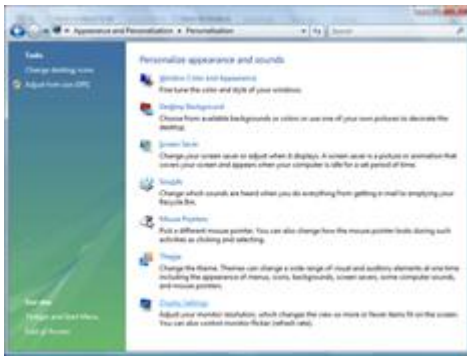 Appearance and Personalization ▸ Personalization
Search
Tasks
Change desktop icons
Adjust font size (DPI)
Personalize appearance and sounds
Window Color and Appearance
Fine tune the color and style of your windows.
Desktop Background
Choose from available backgrounds or colors or use one of your own pictures to decorate the
desktop.
Screen Saver
Change your screen saver or adjust when it displays. A screen saver is a picture or animation that
covers your screen and appears when your computer is idle for a set period of time.
Sounds
Change which sounds are heard when you do everything from getting e-mail to emptying your
Recycle Bin.
Mouse Pointers
Pick a different mouse pointer. You can also change how the mouse pointer looks during such
activities as clicking and selecting.
Theme
Change the theme. Themes can change a wide range of visual and auditory elements at one time
including the appearance of menus, icons, backgrounds, screen savers, some computer sounds,
and mouse pointers.
Display Settings
Adjust your monitor resolution, which changes the view so more or fewer items fit on the screen.
You can also control monitor flicker (refresh rate).
See also
Taskbar and Start Menu
Ease of Access